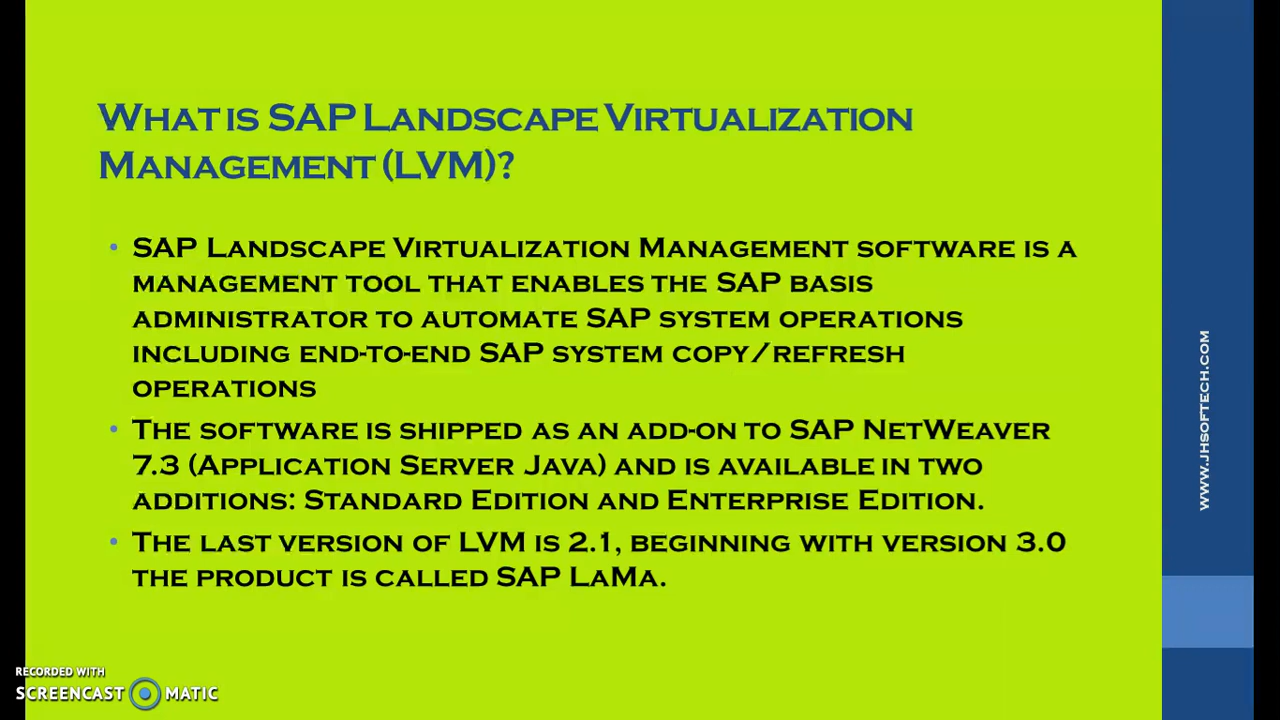 What is SAP Landscape Virtualization
Management (LVM)?
• SAP Landscape Virtualization Management software is a
management tool that enables the SAP basis
administrator to automate SAP system operations
including end-to-end SAP system copy/refresh
operations
• The software is shipped as an add-on to SAP NetWeaver
7.3 (Application Server Java) and is available in two
additions: Standard Edition and Enterprise Edition.
• The last version of LVM is 2.1, beginning with version 3.0
the product is called SAP LaMa.
www.jhsoftech.com
RECORDED WITH
SCREENCAST MATIC